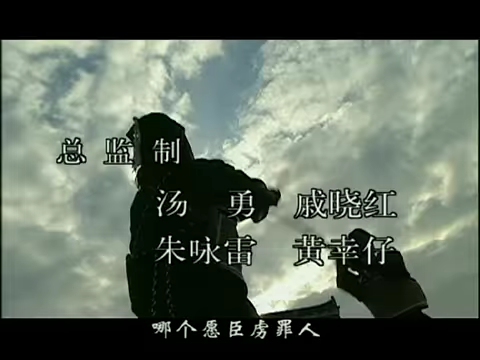 总监制
汤勇 戚晓红
朱咏雷 黄幸仔
哪个愿臣虏罪人